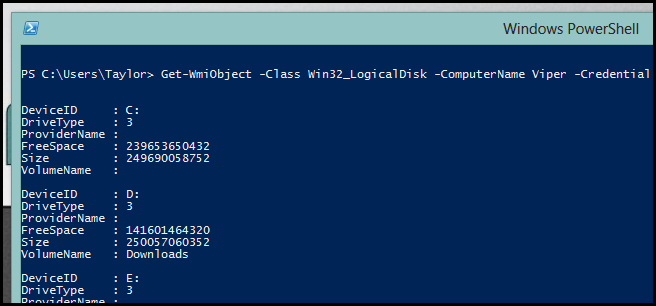 Windows PowerShell
PS C:\Users\Taylor> Get-WmiObject -Class Win32_LogicalDisk -ComputerName Viper -Credential
DeviceID     : C:
DriveType    : 3
ProviderName :
FreeSpace    : 239653650432
Size         : 249690058752
VolumeName   :
DeviceID     : D:
DriveType    : 3
ProviderName :
FreeSpace    : 141601464320
Size         : 250057060352
VolumeName   : Downloads
DeviceID     : E:
DriveType    : 3
ProviderName :